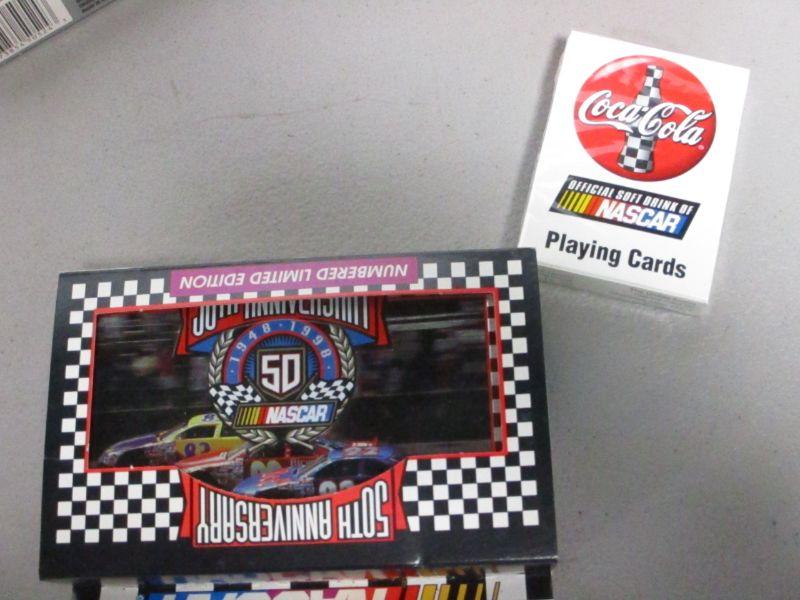 Coca-Cola
OFFICIAL SOFT DRINK OF
NASCAR
Playing Cards
NUMBERED LIMITED EDITION
50TH ANNIVERSARY
1948 - 1998
50
NASCAR
50TH ANNIVERSARY